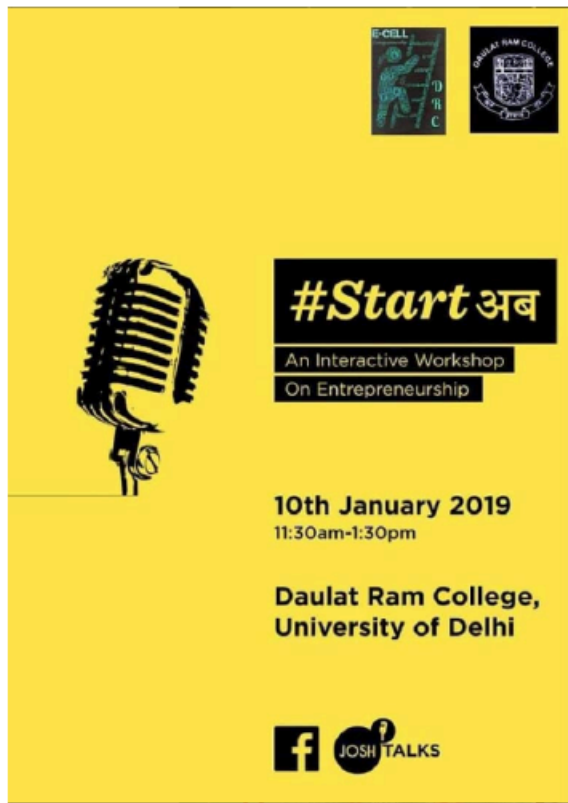 E-CELL
DRC
DAULAT RAM COLLEGE
#Startअब
An Interactive Workshop
On Entrepreneurship
10th January 2019
11:30am-1:30pm
Daulat Ram College,
University of Delhi
f
JOSH TALKS